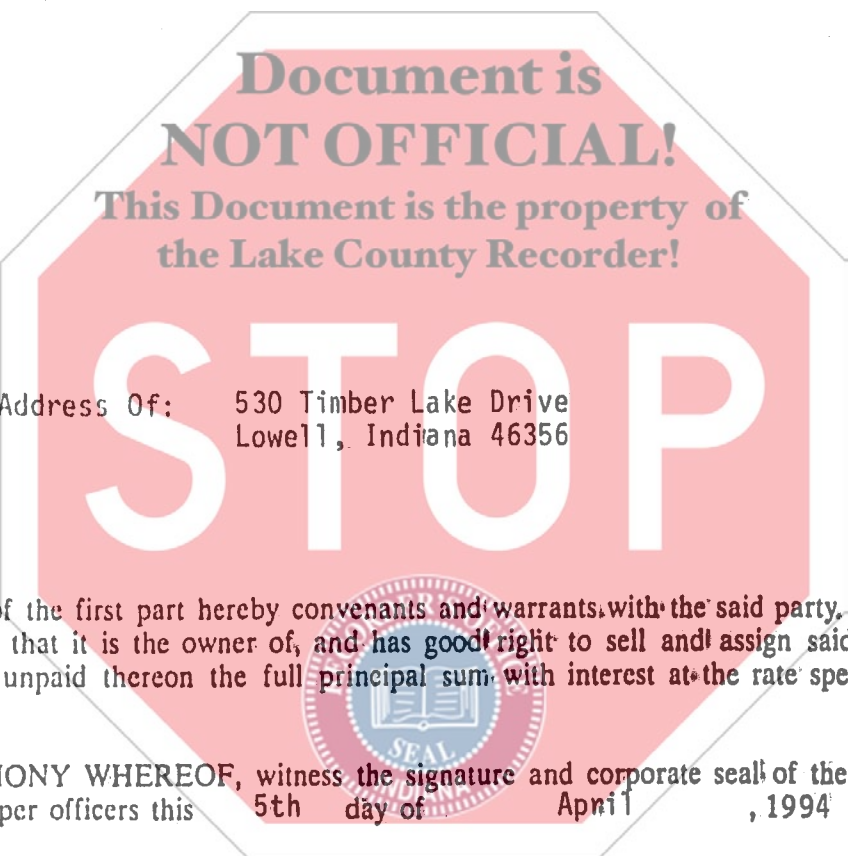 Document is
NOT OFFICIAL!
This Document is the property of
the Lake County Recorder!
STOP
Address Of: 530 Timber Lake Drive
Lowell, Indiana 46356
of the first part hereby convenants and warrants with the said party.
that it is the owner of, and has good right to sell and assign said
unpaid thereon the full principal sum with interest at the rate spe
SEAL
INDIANA
MONY WHEREOF, witness the signature and corporate seal of the
per officers this 5th day of April , 1994